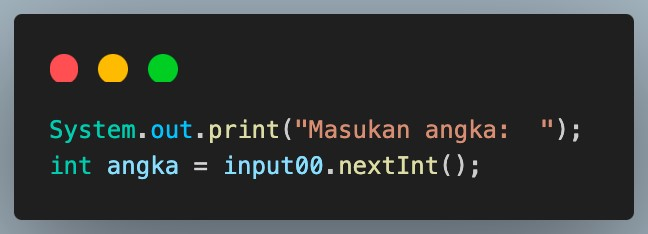 System.out.print("Masukan angka:  ");
int angka = input00.nextInt();